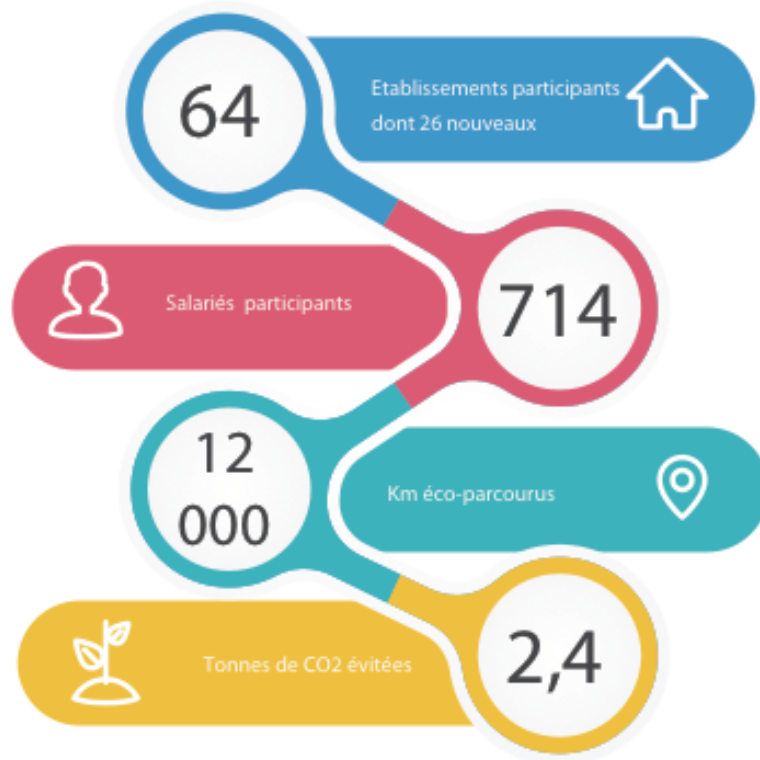 64
Etablissements participants
dont 26 nouveaux
Salariés participants
714
12
000
Km éco-parcourus
Tonnes de CO2 évitées
2,4